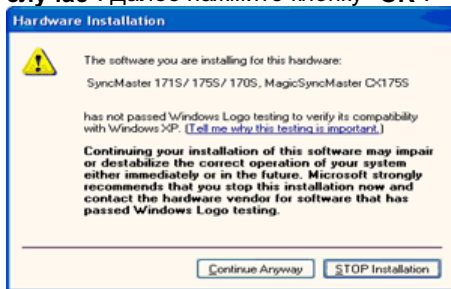 случае". Далее нажмите кнопку "ОК".
Hardware Installation
The software you are installing for this hardware:
SyncMaster 171S/ 175S/ 170S, MagicSyncMaster CX175S
has not passed Windows Logo testing to verify its compatibility
with Windows XP. (Tell me why this testing is important.)
Continuing your installation of this software may impair
or destabilize the correct operation of your system
either immediately or in the future. Microsoft strongly
recommends that you stop this installation now and
contact the hardware vendor for software that has
passed Windows Logo testing.
Continue Anyway
STOP Installation